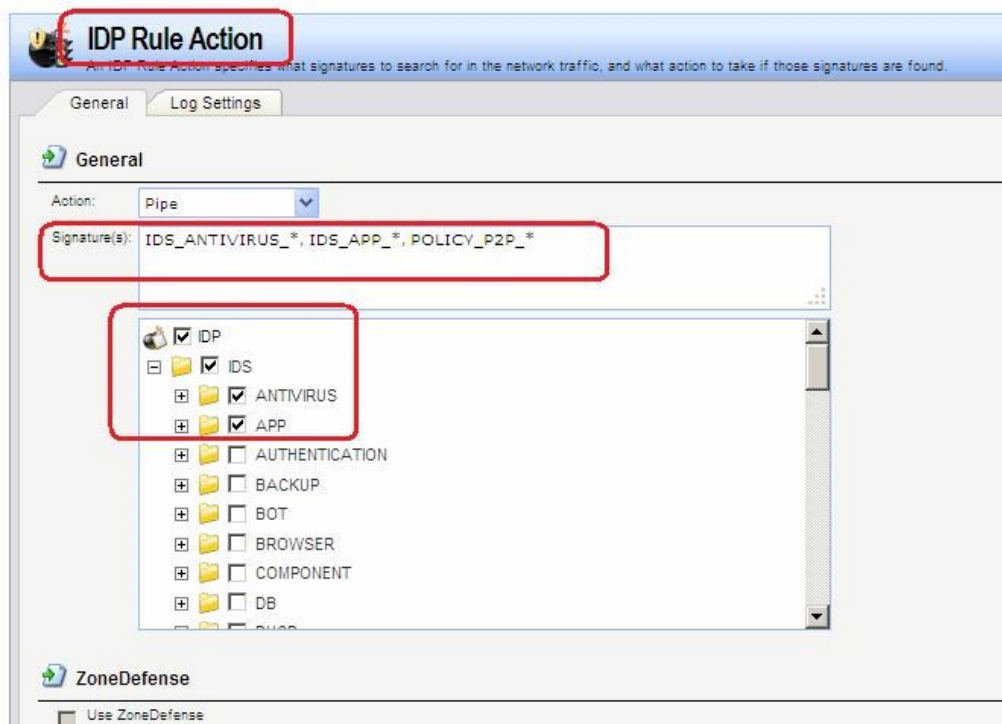 IDP Rule Action
An IDP Rule Action specifies what signatures to search for in the network traffic, and what action to take if those signatures are found.
General
Log Settings
General
Action:
Pipe
Signature(s):
IDS_ANTIVIRUS_*, IDS_APP_*, POLICY_P2P_*
IDP
IDS
ANTIVIRUS
APP
AUTHENTICATION
BACKUP
BOT
BROWSER
COMPONENT
DB
ZoneDefense
Use ZoneDefense